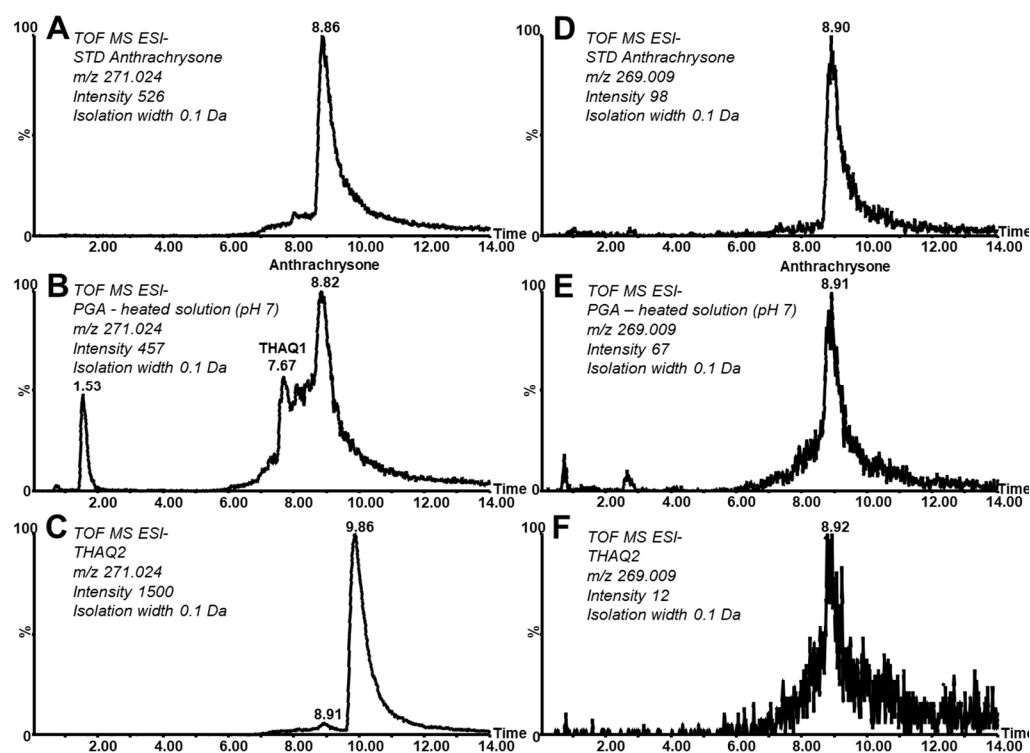 A
100
TOF MS ESI-
STD Anthrachrysone
m/z 271.024
Intensity 526
Isolation width 0.1 Da
8.86
%
0
2.00 4.00 6.00 8.00 10.00 12.00 14.00
Time
D
100
TOF MS ESI-
STD Anthrachrysone
m/z 269.009
Intensity 98
Isolation width 0.1 Da
8.90
%
0
2.00 4.00 6.00 8.00 10.00 12.00 14.00
Time
B
100
TOF MS ESI-
PGA - heated solution (pH 7)
m/z 271.024
Intensity 457
Isolation width 0.1 Da
1.53
THAQ1
7.67
Anthrachrysone
8.82
%
0
2.00 4.00 6.00 8.00 10.00 12.00 14.00
Time
E
100
TOF MS ESI-
PGA – heated solution (pH 7)
m/z 269.009
Intensity 67
Isolation width 0.1 Da
Anthrachrysone
8.91
%
0
2.00 4.00 6.00 8.00 10.00 12.00 14.00
Time
C
100
TOF MS ESI-
THAQ2
m/z 271.024
Intensity 1500
Isolation width 0.1 Da
9.86
8.91
%
0
2.00 4.00 6.00 8.00 10.00 12.00 14.00
Time
F
100
TOF MS ESI-
THAQ2
m/z 269.009
Intensity 12
Isolation width 0.1 Da
8.92
%
0
2.00 4.00 6.00 8.00 10.00 12.00 14.00
Time